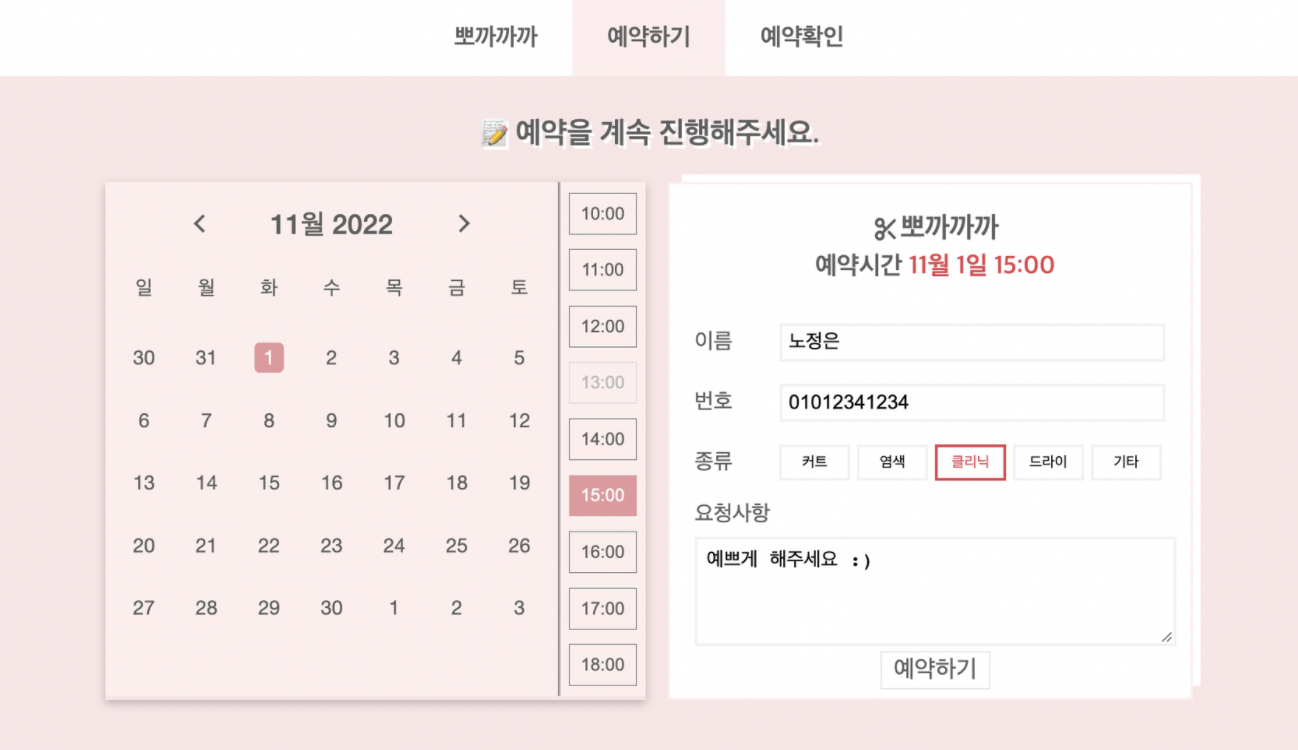 뽀까까까 예약하기 예약확인
📝 예약을 계속 진행해주세요.
11월 2022
일 월 화 수 목 금 토
30 31 1 2 3 4 5
6 7 8 9 10 11 12
13 14 15 16 17 18 19
20 21 22 23 24 25 26
27 28 29 30 1 2 3
10:00
11:00
12:00
13:00
14:00
15:00
16:00
17:00
18:00
뽀까까까
예약시간 11월 1일 15:00
이름 노정은
번호 01012341234
종류 커트 염색 클리닉 드라이 기타
요청사항
예쁘게 해주세요 :)
예약하기